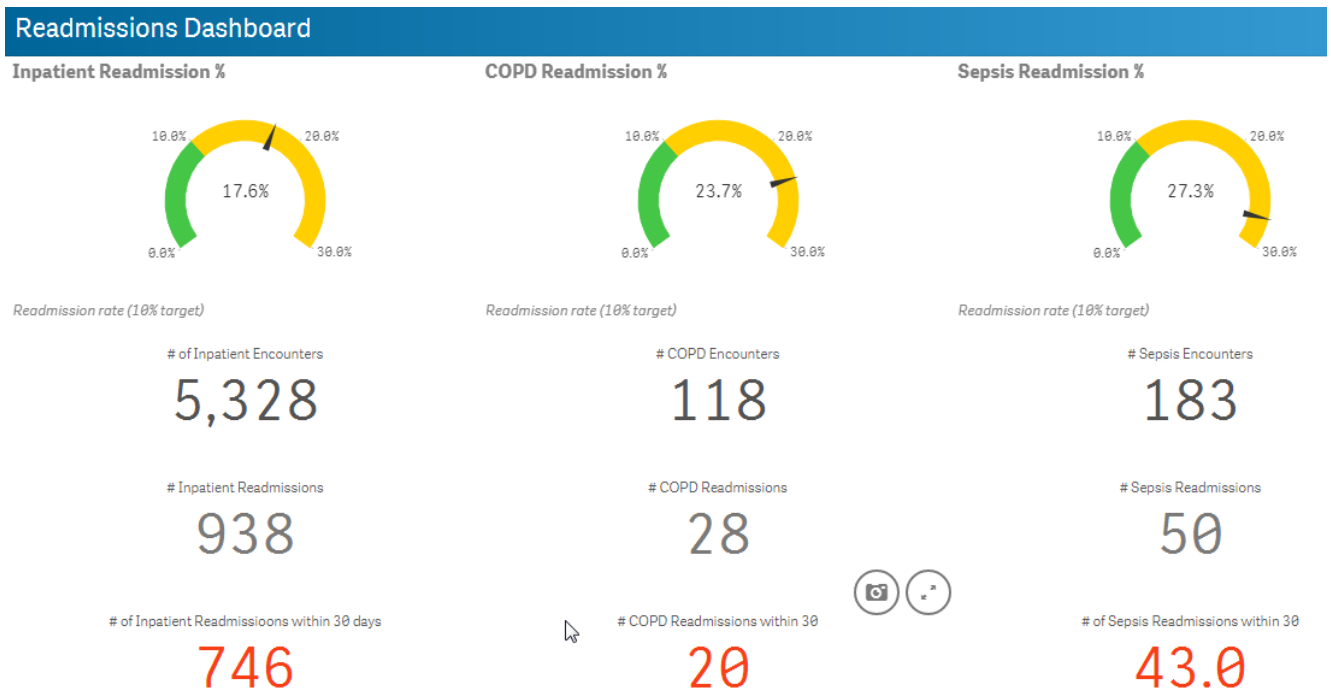 Readmissions Dashboard
Inpatient Readmission %
COPD Readmission %
Sepsis Readmission %
10.0%
20.0%
17.6%
0.0%
30.0%
10.0%
20.0%
23.7%
0.0%
30.0%
10.0%
20.0%
27.3%
0.0%
30.0%
Readmission rate (10% target)
Readmission rate (10% target)
Readmission rate (10% target)
# of Inpatient Encounters
# COPD Encounters
# Sepsis Encounters
5,328
118
183
# Inpatient Readmissions
# COPD Readmissions
# Sepsis Readmissions
938
28
50
# of Inpatient Readmissioons within 30 days
# COPD Readmissions within 30
# of Sepsis Readmissions within 30
746
20
43.0